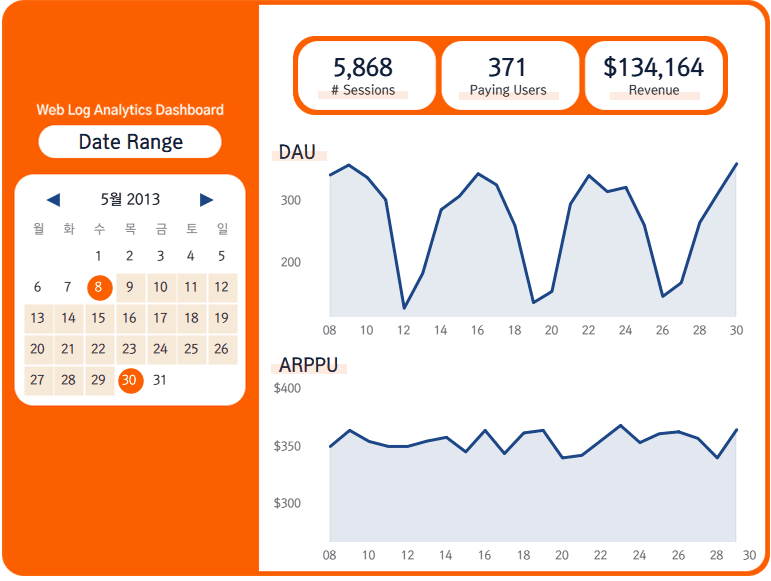 Web Log Analytics Dashboard
Date Range
5월 2013
월 화 수 목 금 토 일
1 2 3 4 5
6 7 8 9 10 11 12
13 14 15 16 17 18 19
20 21 22 23 24 25 26
27 28 29 30 31
5,868
# Sessions
371
Paying Users
$134,164
Revenue
DAU
300
200
08 10 12 14 16 18 20 22 24 26 28 30
ARPPU
$400
$350
$300
08 10 12 14 16 18 20 22 24 26 28 30